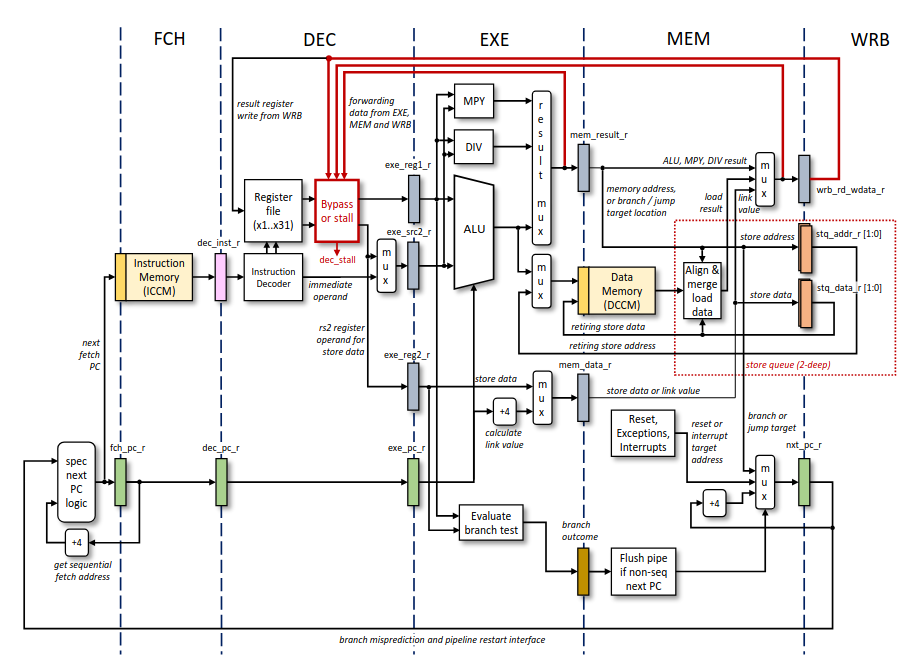 FCH
DEC
EXE
MEM
WRB
result register
write from WRB
forwarding
data from EXE,
MEM and WRB
MPY
DIV
ALU
result mux
mem_result_r
ALU, MPY, DIV result
mux
memory address,
or branch / jump
target location
load
result
link
value
wrb_rd_wdata_r
exe_reg1_r
Register
file
(x1..x31)
Bypass
or stall
dec_stall
exe_src2_r
mux
dec_inst_r
Instruction
Memory
(ICCM)
Instruction
Decoder
immediate
operand
mux
Data
Memory
(DCCM)
Align &
merge
load
data
store address
stq_addr_r [1:0]
store data
stq_data_r [1:0]
retiring store data
retiring store address
store queue (2-deep)
next
fetch
PC
rs2 register
operand for
store data
exe_reg2_r
store data
mux
mem_data_r
store data or link value
+4
calculate
link value
Reset,
Exceptions,
Interrupts
reset or
interrupt
target
address
branch or
jump target
nxt_pc_r
mux
+4
spec
next
PC
logic
fch_pc_r
dec_pc_r
exe_pc_r
+4
get sequential
fetch address
Evaluate
branch test
branch
outcome
Flush pipe
if non-seq
next PC
branch misprediction and pipeline restart interface